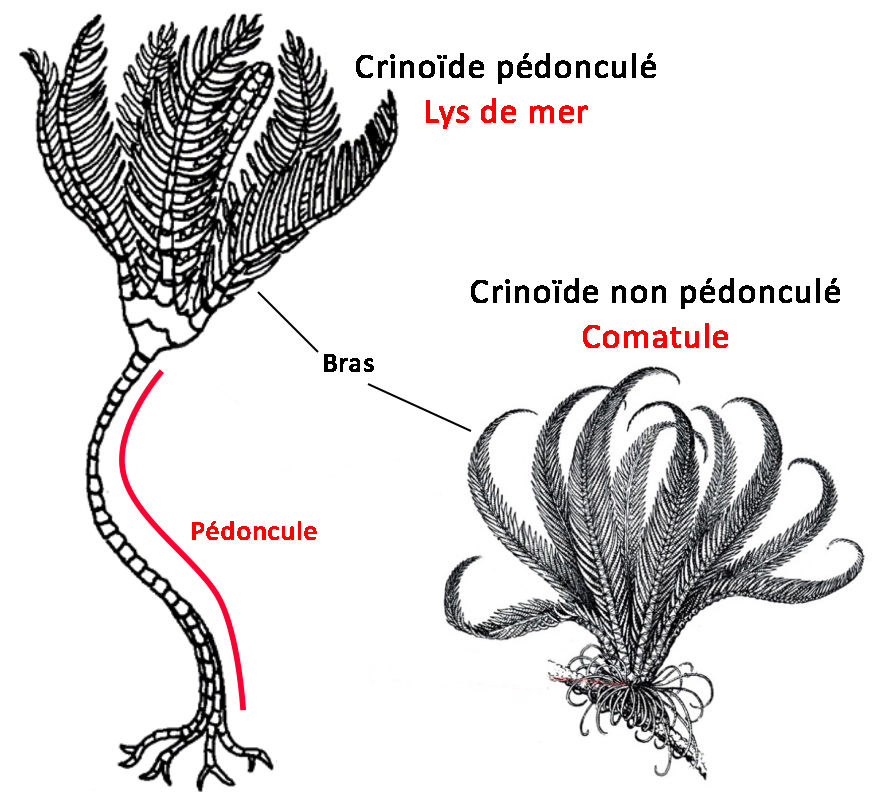 Crinoïde pédonculé
Lys de mer
Crinoïde non pédonculé
Comatule
Bras
Pédoncule